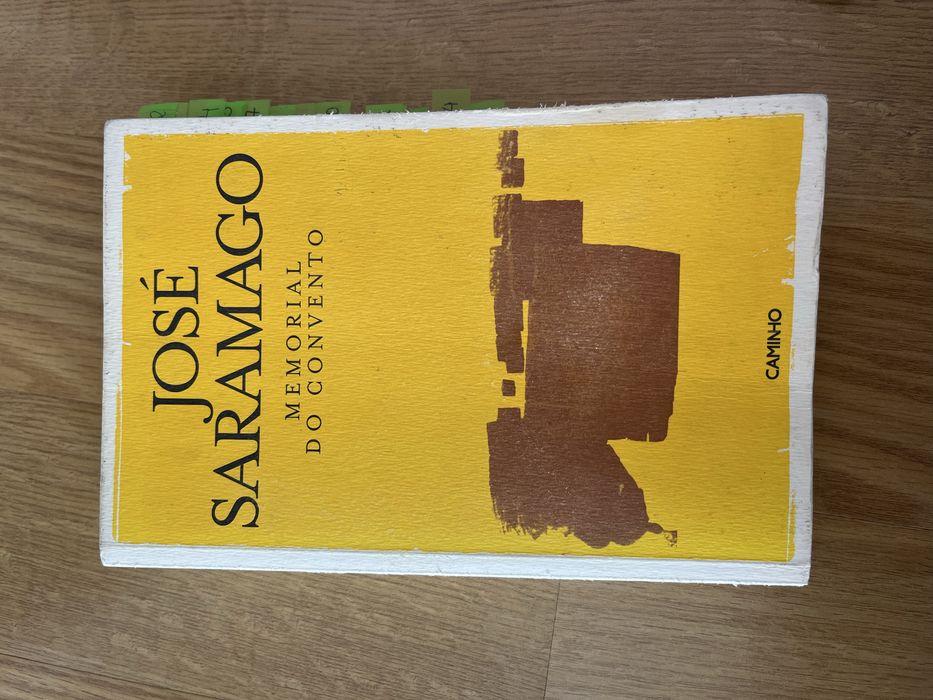 JOSÉ
SARAMAGO
MEMORIAL
DO CONVENTO
CAMINHO